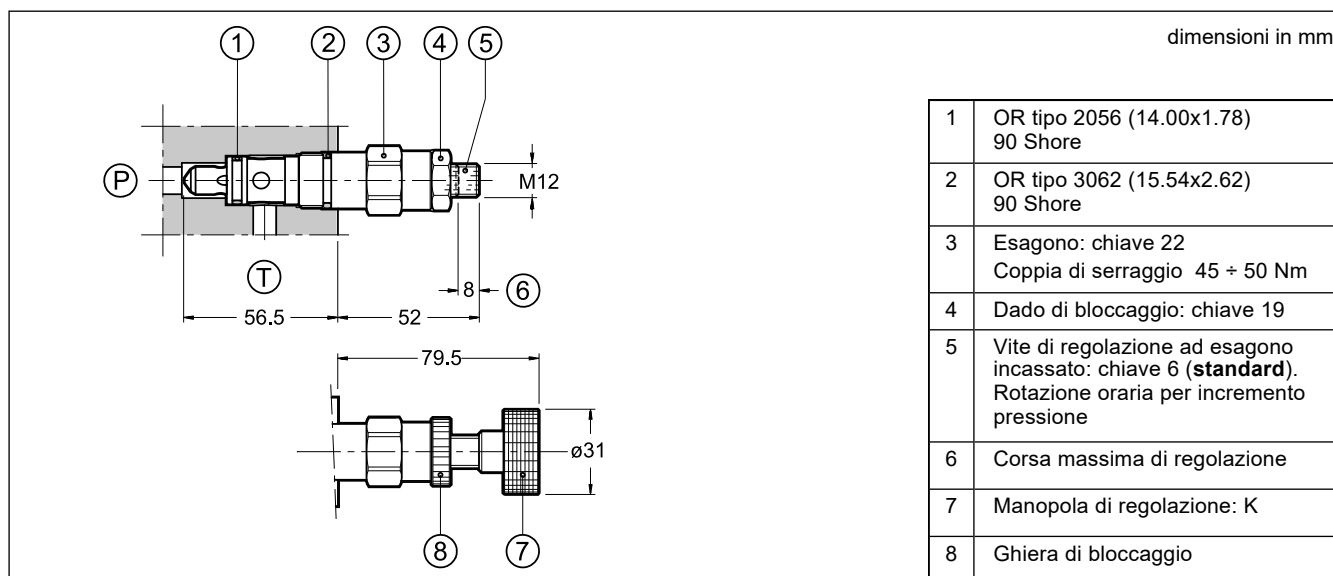 1 2 3 4 5
dimensioni in mm
P
M12
T
8 6
56.5 52
79.5
ø31
8 7
1 OR tipo 2056 (14.00x1.78)
90 Shore
2 OR tipo 3062 (15.54x2.62)
90 Shore
3 Esagono: chiave 22
Coppia di serraggio 45 ÷ 50 Nm
4 Dado di bloccaggio: chiave 19
5 Vite di regolazione ad esagono
incassato: chiave 6 (standard).
Rotazione oraria per incremento
pressione
6 Corsa massima di regolazione
7 Manopola di regolazione: K
8 Ghiera di bloccaggio